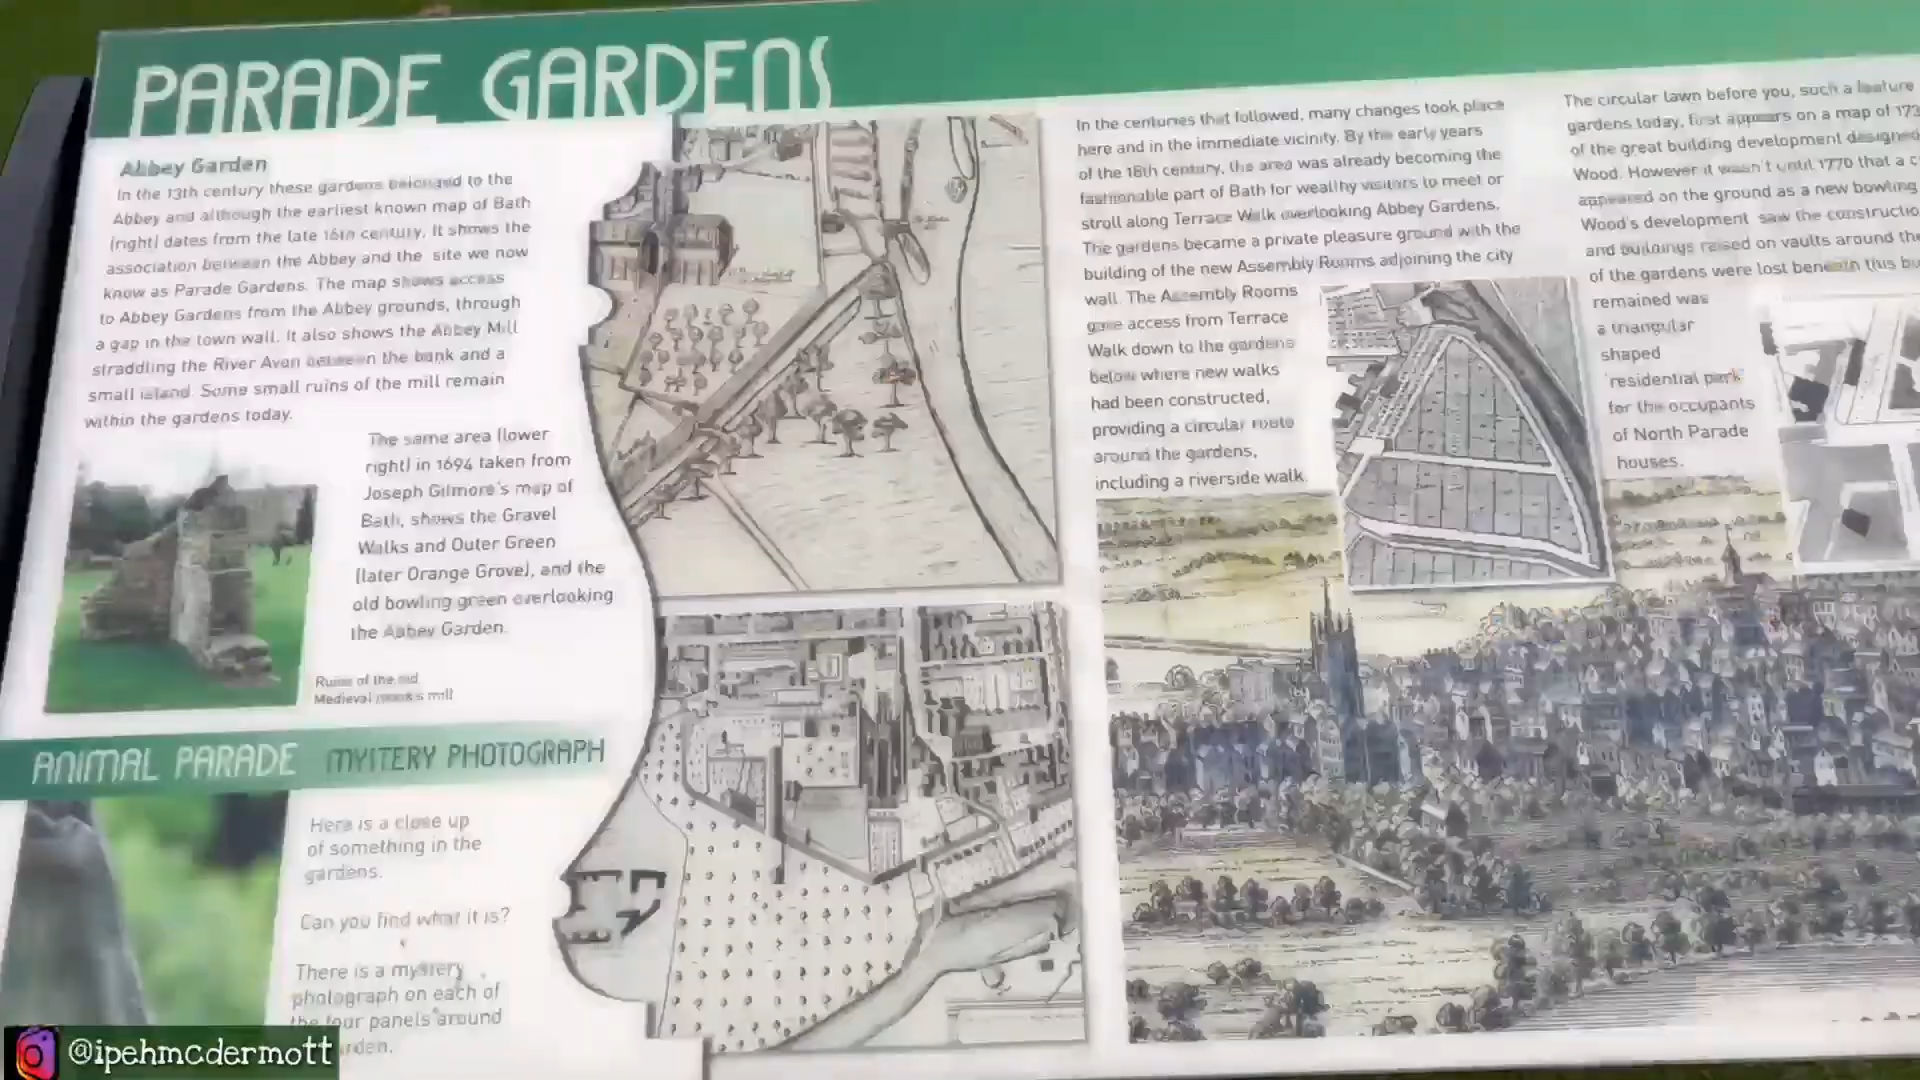 PARADE GARDENS
Abbey Garden
In the 13th century these gardens belonged to the
Abbey and although the earliest known map of Bath
(right) dates from the late 16th century, it shows the
association between the Abbey and the site we now
know as Parade Gardens. The map shows access
to Abbey Gardens from the Abbey grounds, through
a gap in the town wall. It also shows the Abbey Mill
straddling the River Avon between the bank and a
small island. Some small ruins of the mill remain
within the gardens today.
The same area (lower
right) in 1694 taken from
Joseph Gilmore's map of
Bath, shows the Gravel
Walks and Outer Green
(later Orange Grove), and the
old bowling green overlooking
the Abbey Garden.
Ruins of the old
Medieval monk's mill
ANIMAL PARADE MYSTERY PHOTOGRAPH
Here is a close up
of something in the
gardens.
Can you find what it is?
There is a mystery
photograph on each of
the four panels around
arden.
In the centuries that followed, many changes took place
here and in the immediate vicinity. By the early years
of the 18th century, the area was already becoming the
fashionable part of Bath for wealthy visitors to meet or
stroll along Terrace Walk overlooking Abbey Gardens.
The gardens became a private pleasure ground with the
building of the new Assembly Rooms adjoining the city
wall. The Assembly Rooms
gave access from Terrace
Walk down to the gardens
below where new walks
had been constructed,
providing a circular route
around the gardens,
including a riverside walk.
The circular lawn before you, such a feature
gardens today, first appears on a map of 173
of the great building development designed
Wood. However it wasn't until 1770 that a c
appeared on the ground as a new bowling
Wood's development saw the constructio
and buildings raised on vaults around the
of the gardens were lost beneath this bu
remained was
a triangular
shaped
'residential park'
for the occupants
of North Parade
houses.
@ipehmcdermott